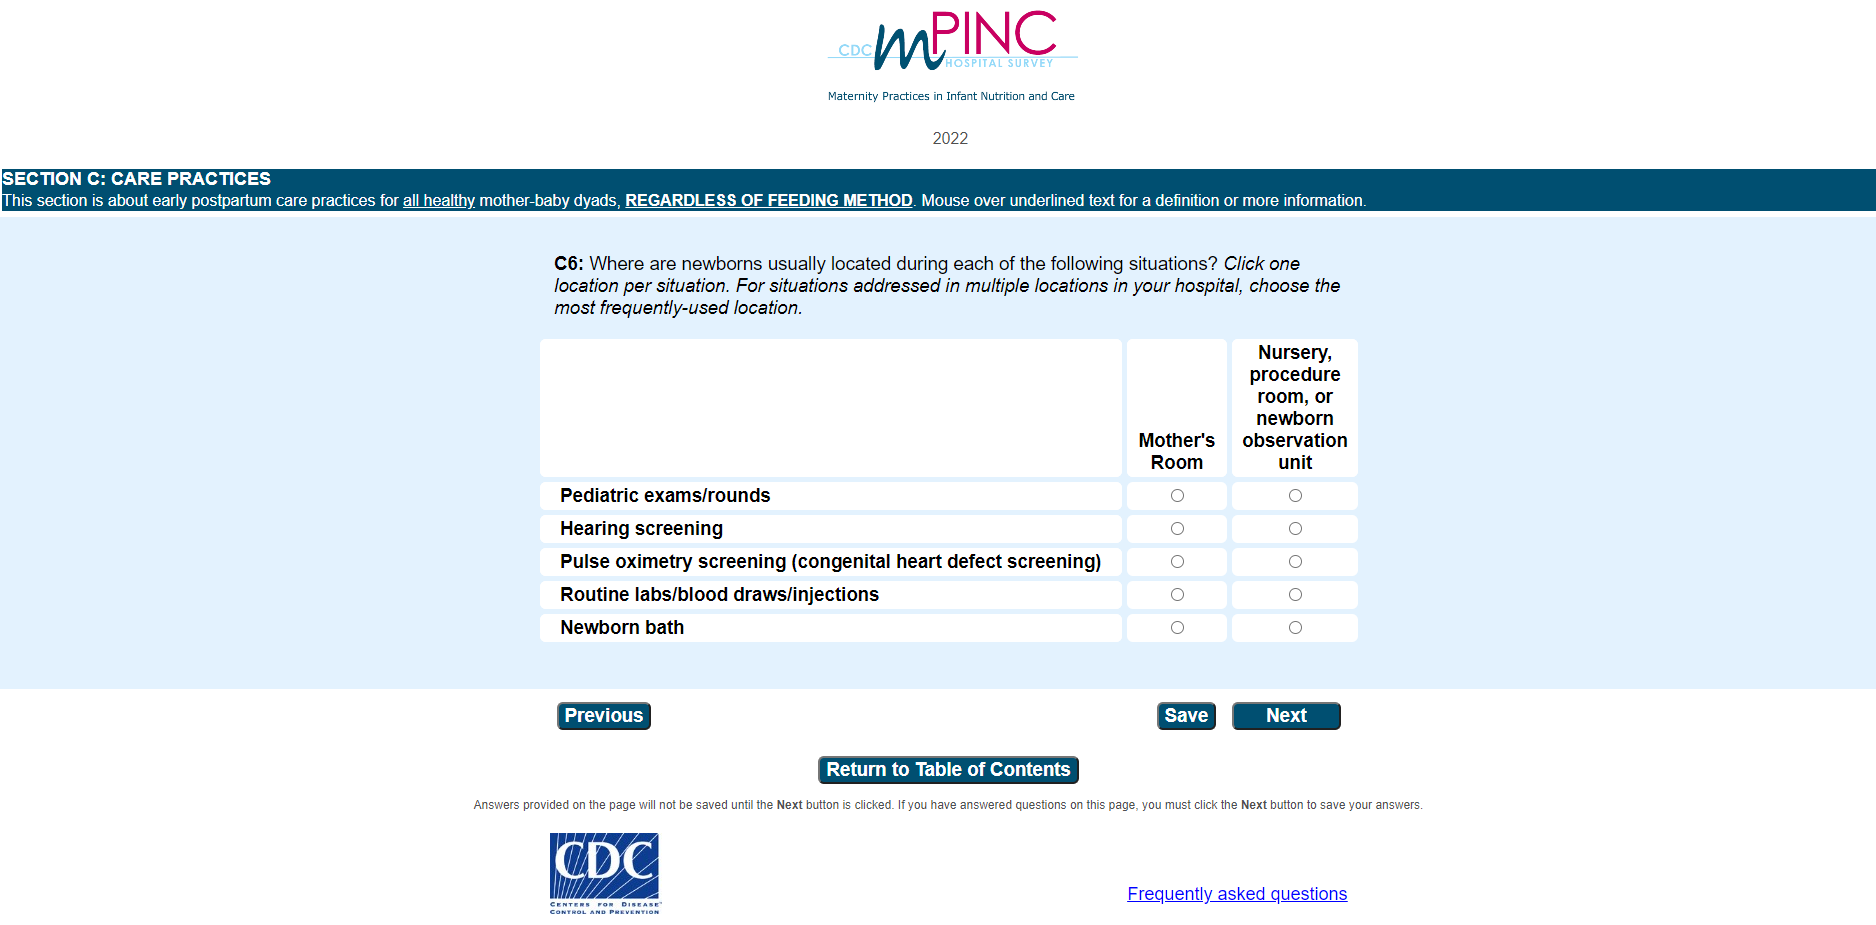 CDC mPINC
HOSPITAL SURVEY
Maternity Practices in Infant Nutrition and Care
2022
SECTION C: CARE PRACTICES
This section is about early postpartum care practices for all healthy mother-baby dyads, REGARDLESS OF FEEDING METHOD. Mouse over underlined text for a definition or more information.
C6: Where are newborns usually located during each of the following situations? Click one
location per situation. For situations addressed in multiple locations in your hospital, choose the
most frequently-used location.
Mother's
Room
Nursery,
procedure
room, or
newborn
observation
unit
Pediatric exams/rounds
Hearing screening
Pulse oximetry screening (congenital heart defect screening)
Routine labs/blood draws/injections
Newborn bath
Previous
Save
Next
Return to Table of Contents
Answers provided on the page will not be saved until the Next button is clicked. If you have answered questions on this page, you must click the Next button to save your answers.
CDC
CENTERS FOR DISEASE
CONTROL AND PREVENTION
Frequently asked questions